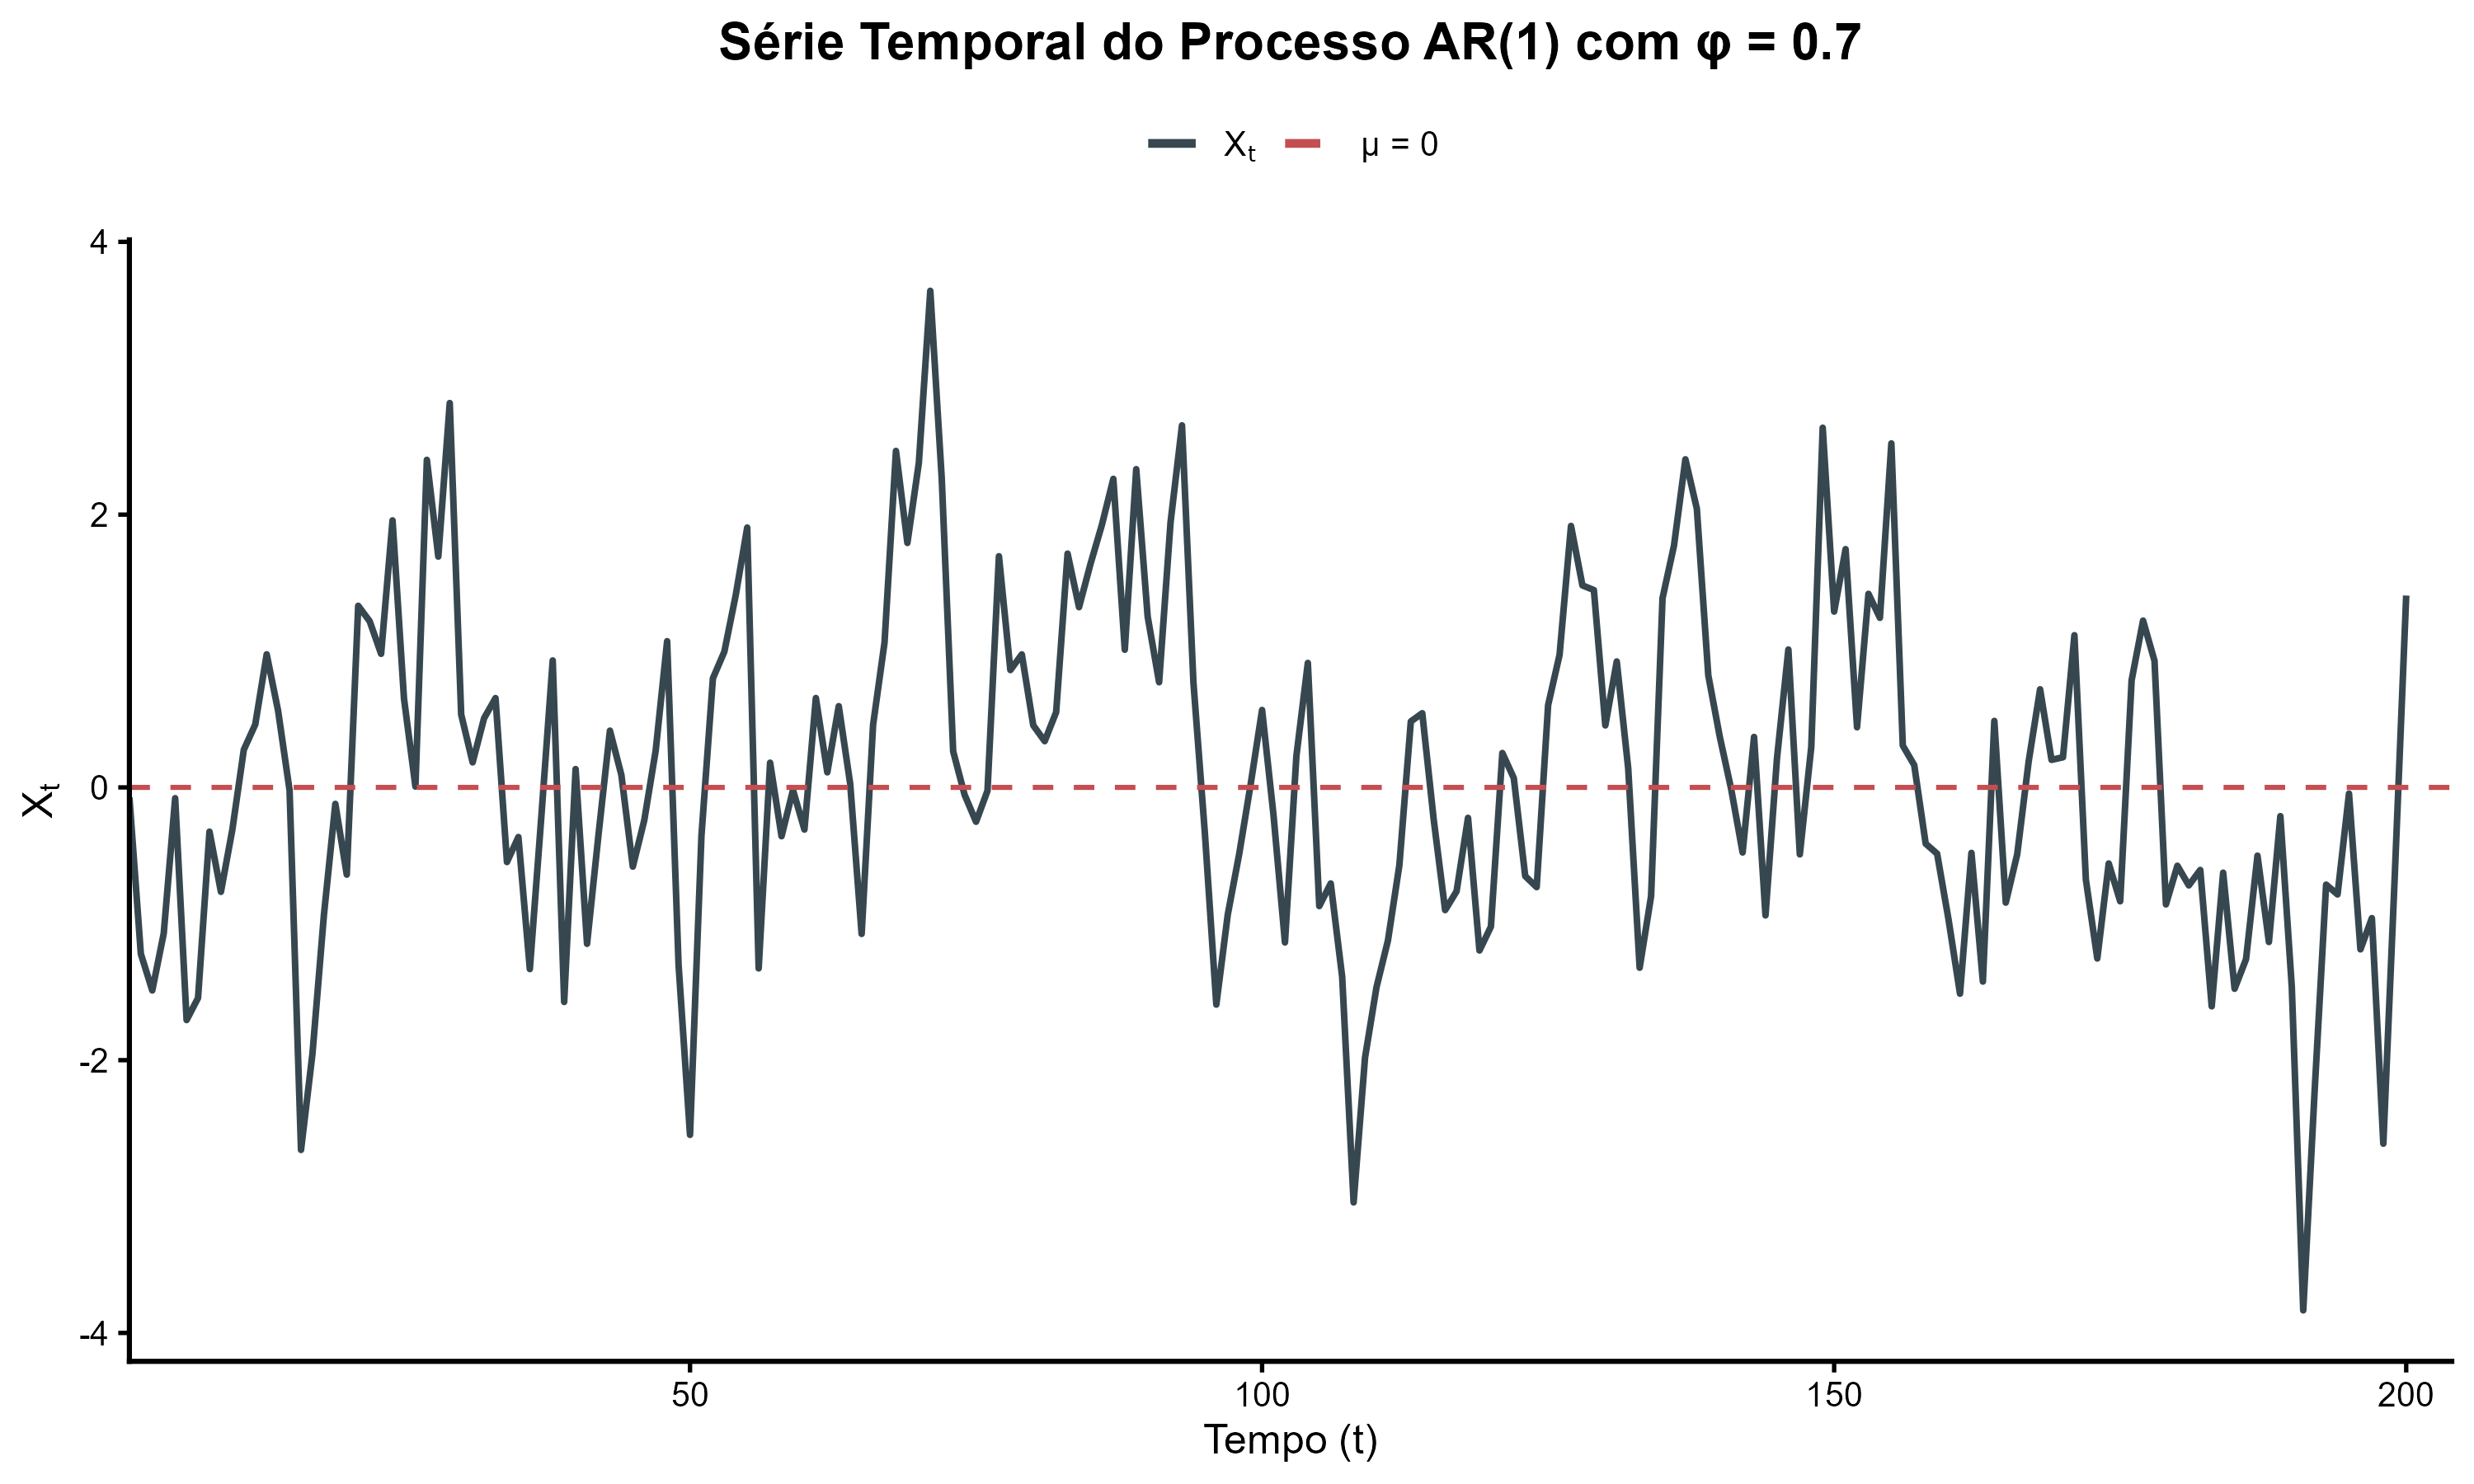 Série Temporal do Processo AR(1) com φ = 0.7
Xₜ μ = 0
4
2
0
-2
-4
Xₜ
50 100 150 200
Tempo (t)